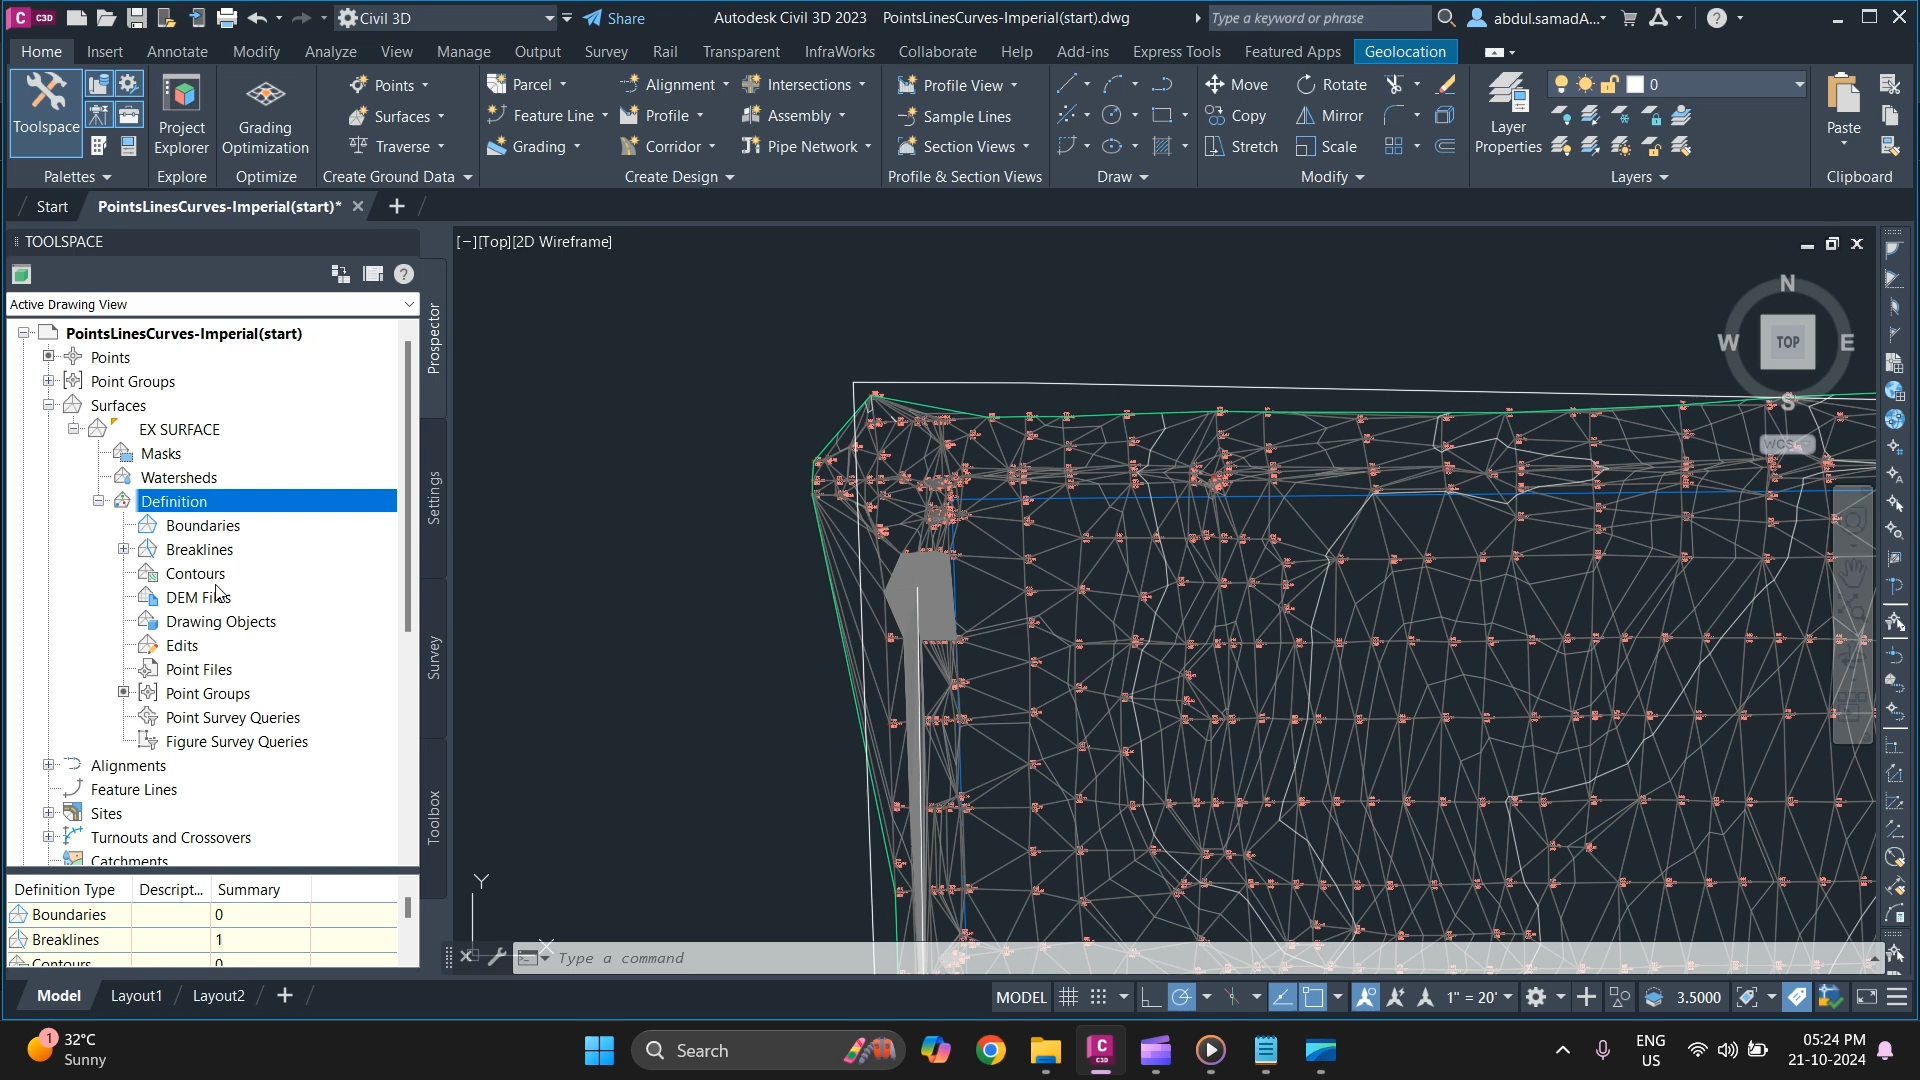 C C3D Civil 3D Share Autodesk Civil 3D 2023 PointsLinesCurves-Imperial(start).dwg Type a keyword or phrase abdul.samadA...
Home Insert Annotate Modify Analyze View Manage Output Survey Rail Transparent InfraWorks Collaborate Help Add-ins Express Tools Featured Apps Geolocation
Points Parcel Alignment Intersections Profile View Move Rotate 0
Surfaces Feature Line Profile Assembly Sample Lines Copy Mirror
Toolspace Project Explorer Grading Optimization Layer Properties Paste
Traverse Grading Corridor Pipe Network Section Views Stretch Scale
Palettes Explore Optimize Create Ground Data Create Design Profile & Section Views Draw Modify Layers Clipboard
Start PointsLinesCurves-Imperial(start)*
TOOLSPACE
[−][Top][2D Wireframe]
Active Drawing View
PointsLinesCurves-Imperial(start)
Points
Point Groups
Surfaces
EX SURFACE
Masks
Watersheds
Definition
Boundaries
Breaklines
Contours
DEM Files
Drawing Objects
Edits
Point Files
Point Groups
Point Survey Queries
Figure Survey Queries
Alignments
Feature Lines
Sites
Turnouts and Crossovers
Catchments
Prospector
Settings
Survey
Toolbox
Definition Type Descript... Summary
Boundaries 0
Breaklines 1
Contours 0
N
W TOP E
S
WCS
Y
X
Type a command
Model Layout1 Layout2 MODEL 1" = 20' 3.5000
1 32°C
Sunny
Search
ENG
US
05:24 PM
21-10-2024